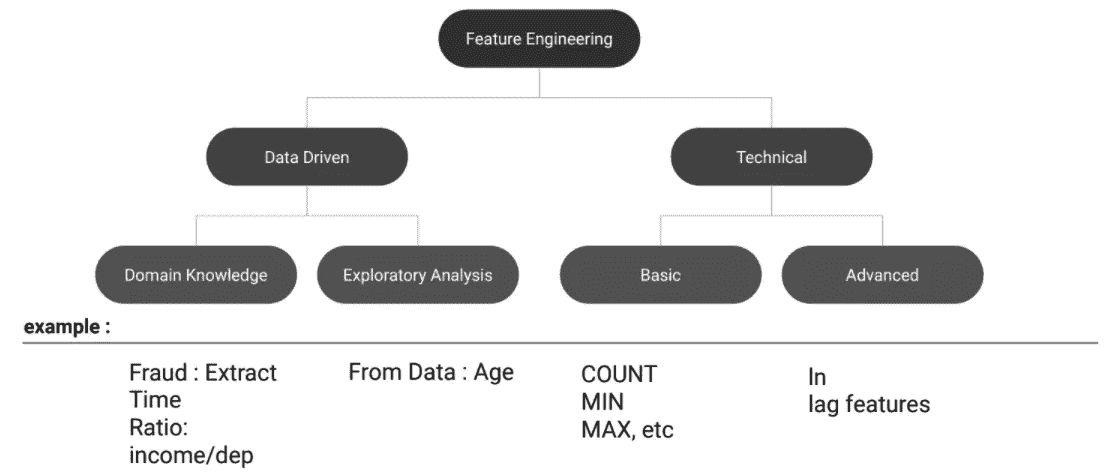 Feature Engineering
Data Driven
Technical
Domain Knowledge
Exploratory Analysis
Basic
Advanced
example :
Fraud : Extract
Time
Ratio:
income/dep
From Data : Age
COUNT
MIN
MAX, etc
In
lag features